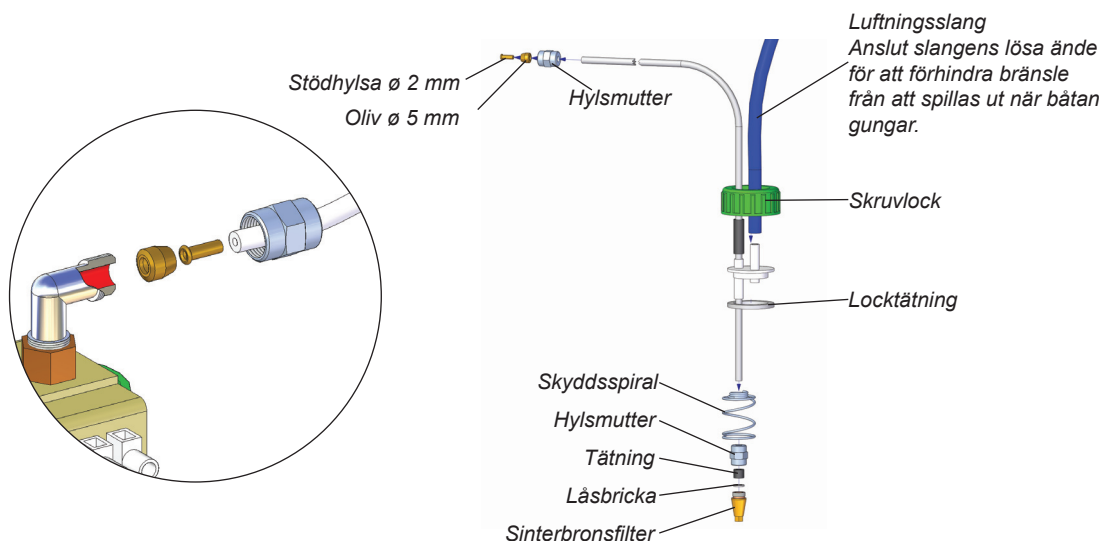 Luftningsslang
Anslut slangens lösa ände
för att förhindra bränsle
från att spillas ut när båtan
gungar.
Stödhylsa ø 2 mm
Oliv ø 5 mm
Hylsmutter
Skruvlock
Locktätning
Skyddsspiral
Hylsmutter
Tätning
Låsbricka
Sinterbronsfilter